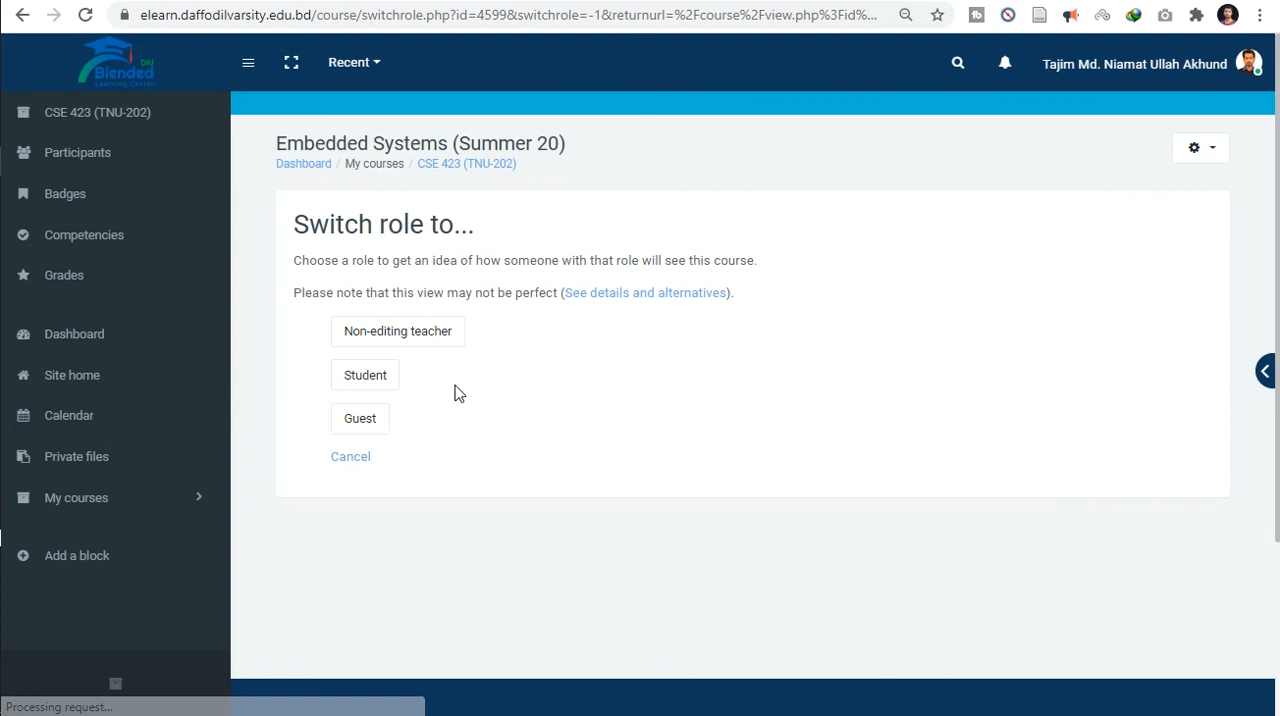 elearn.daffodilvarsity.edu.bd/course/switchrole.php?id=4599&switchrole=-1&returnurl=%2Fcourse%2Fview.php%3Fid%...
DIU
Blended
Learning Center
Recent
Tajim Md. Niamat Ullah Akhund
CSE 423 (TNU-202)
Participants
Badges
Competencies
Grades
Dashboard
Site home
Calendar
Private files
My courses
Add a block
Embedded Systems (Summer 20)
Dashboard / My courses / CSE 423 (TNU-202)
Switch role to...
Choose a role to get an idea of how someone with that role will see this course.
Please note that this view may not be perfect (See details and alternatives).
Non-editing teacher
Student
Guest
Cancel
Processing request...